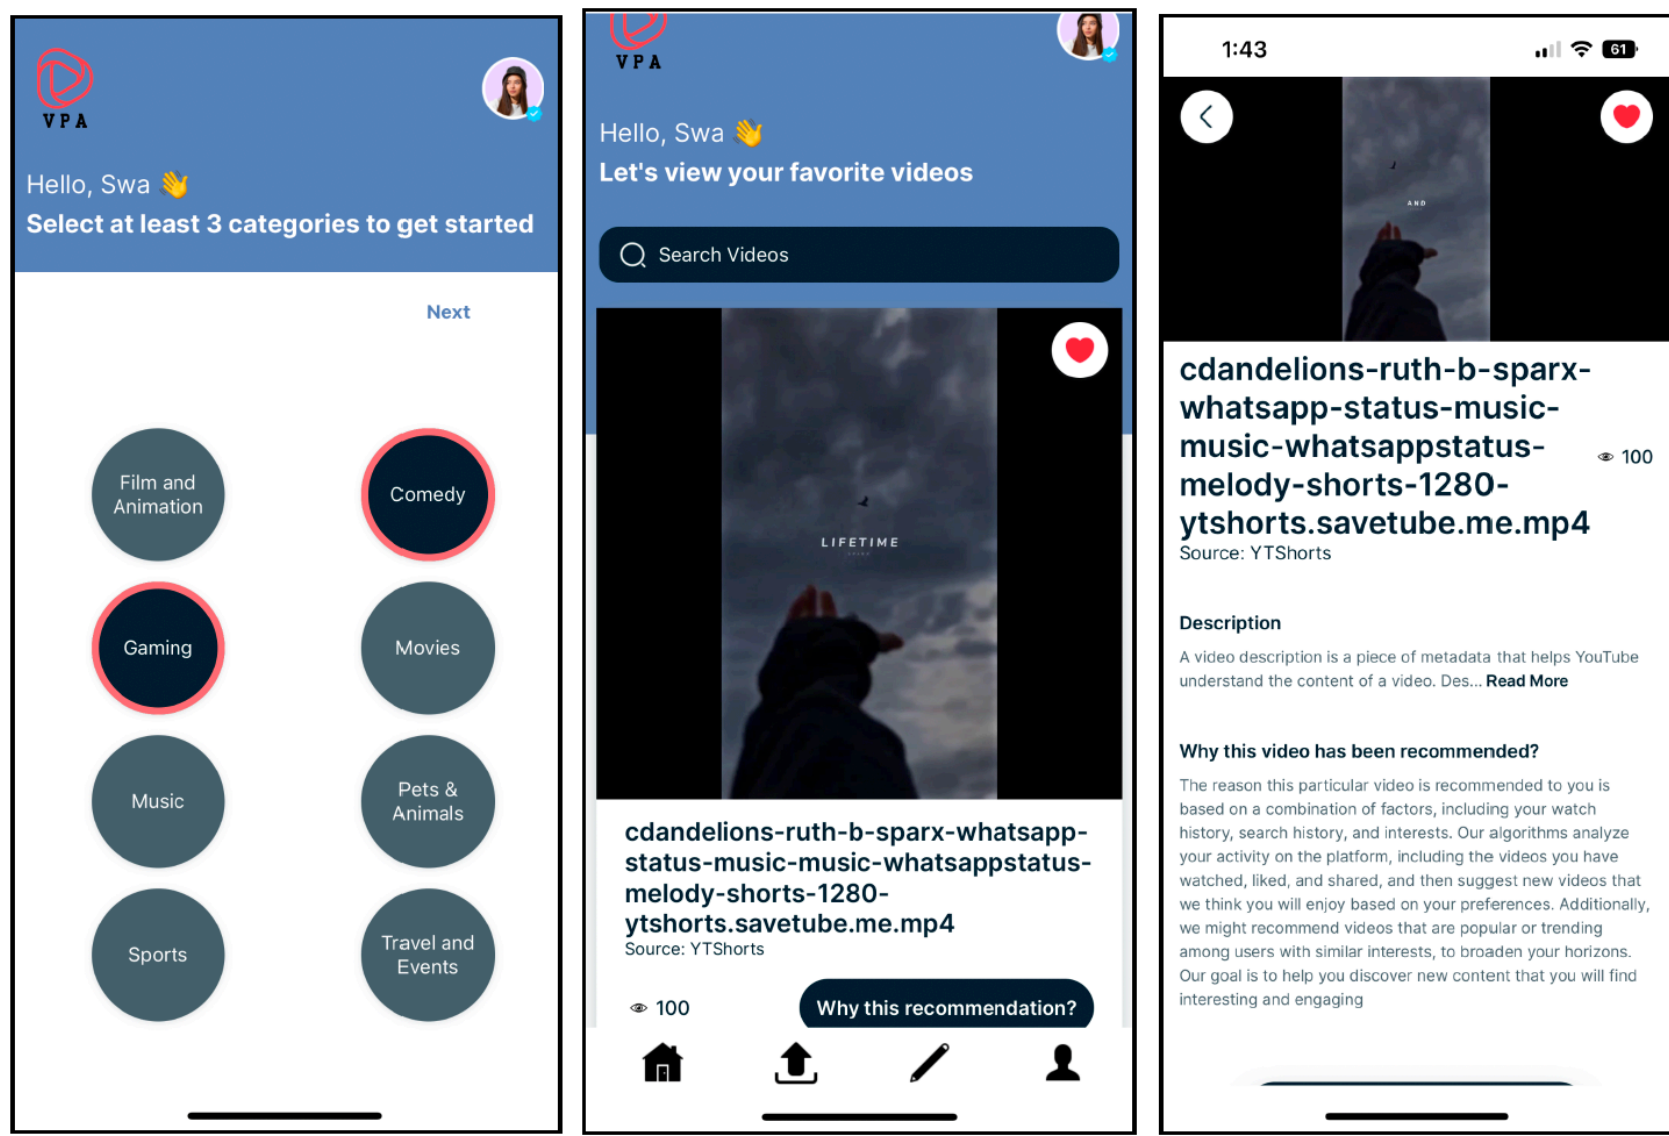 VPA
Hello, Swa 👋
Select at least 3 categories to get started
Next
Film and
Animation
Comedy
Gaming
Movies
Music
Pets &
Animals
Sports
Travel and
Events
VPA
Hello, Swa 👋
Let's view your favorite videos
Search Videos
LIFETIME
cdandelions-ruth-b-sparx-whatsapp-
status-music-music-whatsappstatus-
melody-shorts-1280-
ytshorts.savetube.me.mp4
Source: YTShorts
100
Why this recommendation?
1:43
61
AND
cdandelions-ruth-b-sparx-
whatsapp-status-music-
music-whatsappstatus-
melody-shorts-1280-
ytshorts.savetube.me.mp4
100
Source: YTShorts
Description
A video description is a piece of metadata that helps YouTube
understand the content of a video. Des... Read More
Why this video has been recommended?
The reason this particular video is recommended to you is
based on a combination of factors, including your watch
history, search history, and interests. Our algorithms analyze
your activity on the platform, including the videos you have
watched, liked, and shared, and then suggest new videos that
we think you will enjoy based on your preferences. Additionally,
we might recommend videos that are popular or trending
among users with similar interests, to broaden your horizons.
Our goal is to help you discover new content that you will find
interesting and engaging